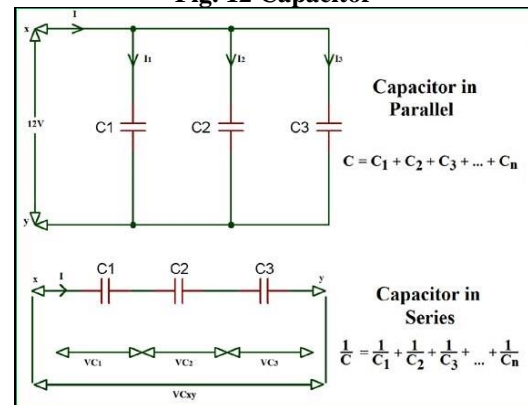 Fig. 12 Capacitor
x I
I1 I2 I3
12V C1 C2 C3
y
Capacitor in
Parallel
C = C1 + C2 + C3 + ... + Cn
x I C1 C2 C3 y
VC1 VC2 VC3
VCxy
Capacitor in
Series
1/C = 1/C1 + 1/C2 + 1/C3 + ... + 1/Cn